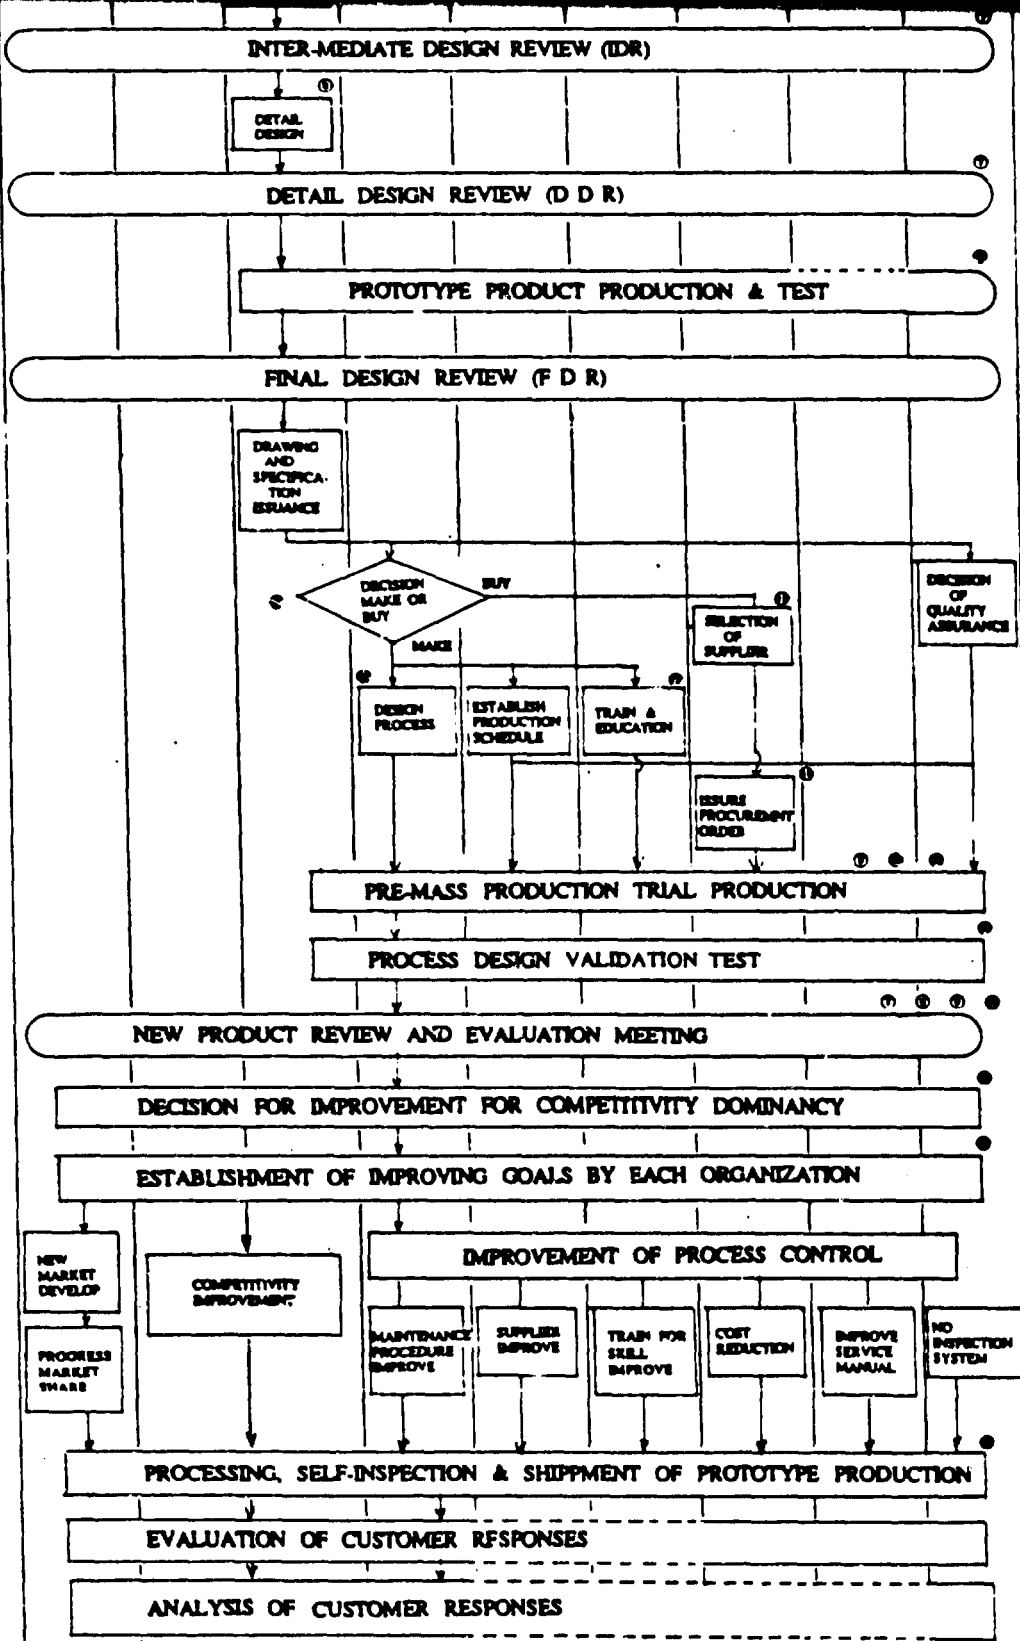 INTER-MEDIATE DESIGN REVIEW (IDR)
DETAIL
DESIGN
DETAIL DESIGN REVIEW (D D R)
PROTOTYPE PRODUCT PRODUCTION & TEST
FINAL DESIGN REVIEW (F D R)
DRAWING
AND
SPECIFICA-
TION
ISSUANCE
DECISION
MAKE OR
BUY
BUY
MAKE
SELECTION
OF
SUPPLIER
DECISION
OF
QUALITY
ASSURANCE
DESIGN
PROCESS
ESTABLISH
PRODUCTION
SCHEDULE
TRAIN &
EDUCATION
ISSURE
PROCUREMNT
ORDER
PRE-MASS PRODUCTION TRIAL PRODUCTION
PROCESS DESIGN VALIDATION TEST
NEW PRODUCT REVIEW AND EVALUATION MEETING
DECISION FOR IMPROVEMENT FOR COMPETITIVITY DOMINANCY
ESTABLISHMENT OF IMPROVING GOALS BY EACH ORGANIZATION
NEW
MARKET
DEVELOP
COMPETITIVITY
IMPROVEMENT
IMPROVEMENT OF PROCESS CONTROL
PROGRESS
MARKET
SHARE
MAINTENANCE
PROCEDURE
IMPROVE
SUPPLIER
IMPROVE
TRAIN FOR
SKILL
IMPROVE
COST
REDUCTION
IMPROVE
SERVICE
MANUAL
NO
INSPECTION
SYSTEM
PROCESSING, SELF-INSPECTION & SHIPPMENT OF PROTOTYPE PRODUCTION
EVALUATION OF CUSTOMER RESPONSES
ANALYSIS OF CUSTOMER RESPONSES